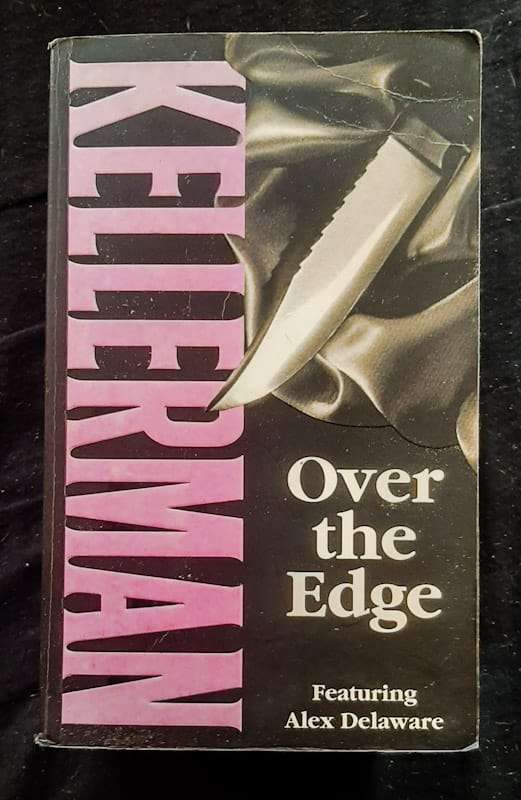 KELLERMAN
Over
the
Edge
Featuring
Alex Delaware